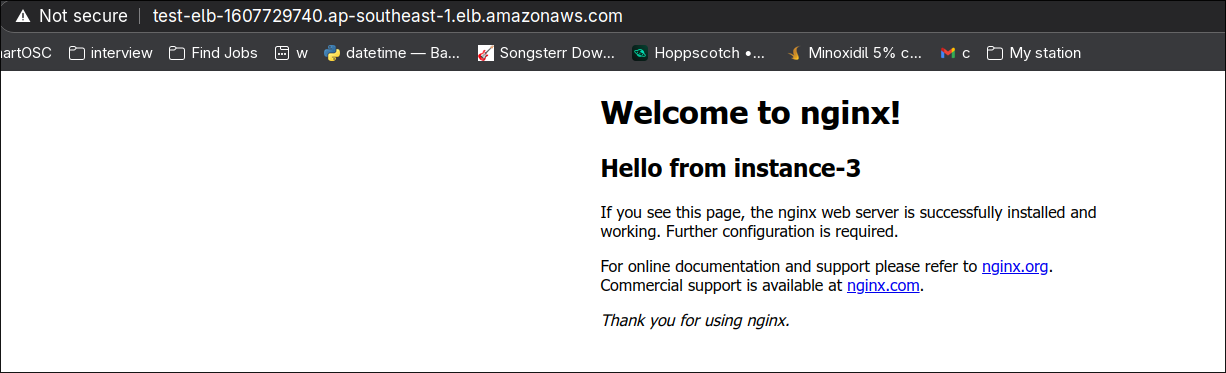 Not secure test-elb-1607729740.ap-southeast-1.elb.amazonaws.com
nartOSC interview Find Jobs w datetime — Ba... Songsterr Dow... Hoppscotch •... Minoxidil 5% c... c My station
Welcome to nginx!
Hello from instance-3
If you see this page, the nginx web server is successfully installed and
working. Further configuration is required.
For online documentation and support please refer to nginx.org.
Commercial support is available at nginx.com.
Thank you for using nginx.